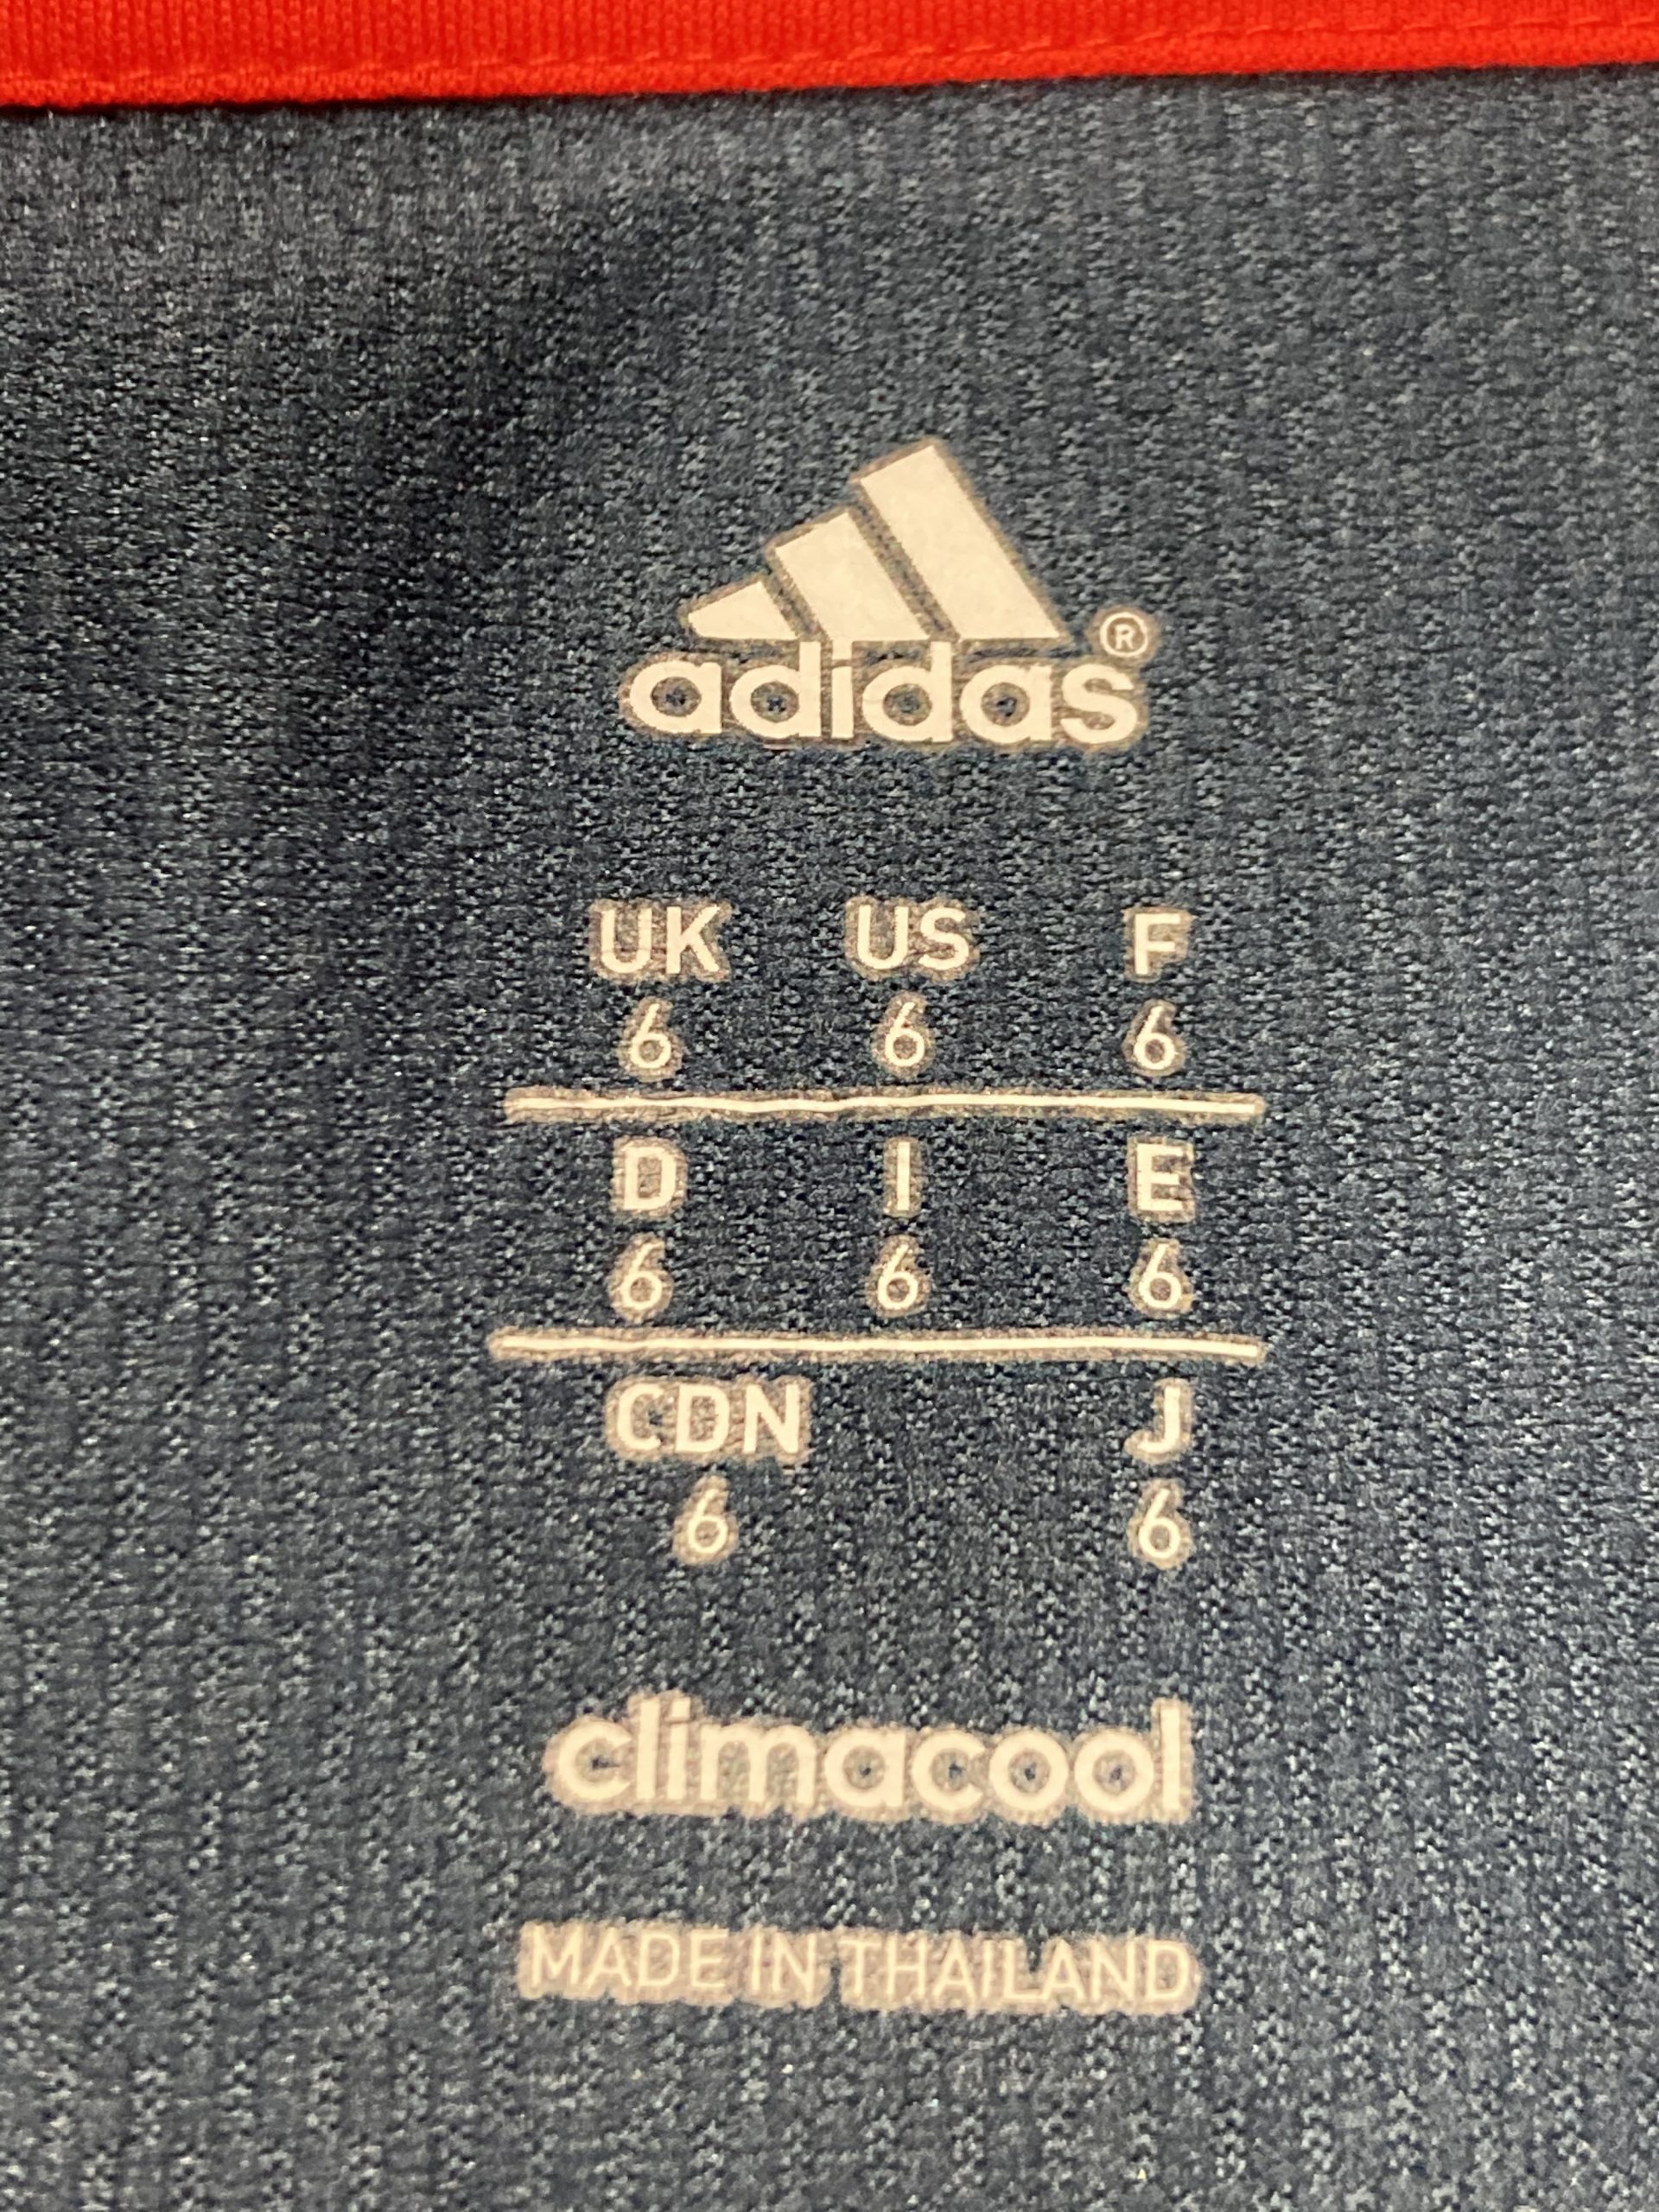 adidas®
UK US F
6 6 6
D I E
6 6 6
CDN J
6 6
climacool
MADE IN THAILAND